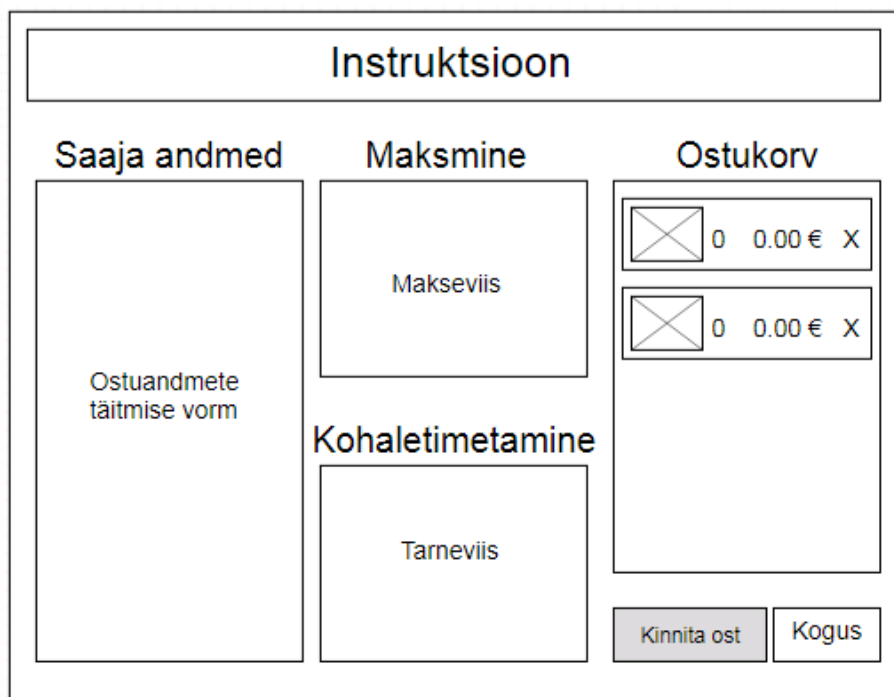 Instruktsioon
Saaja andmed
Ostuandmete
täitmise vorm
Maksmine
Makseviis
Kohaletimetamine
Tarneviis
Ostukorv
0 0.00 € X
0 0.00 € X
Kinnita ost
Kogus